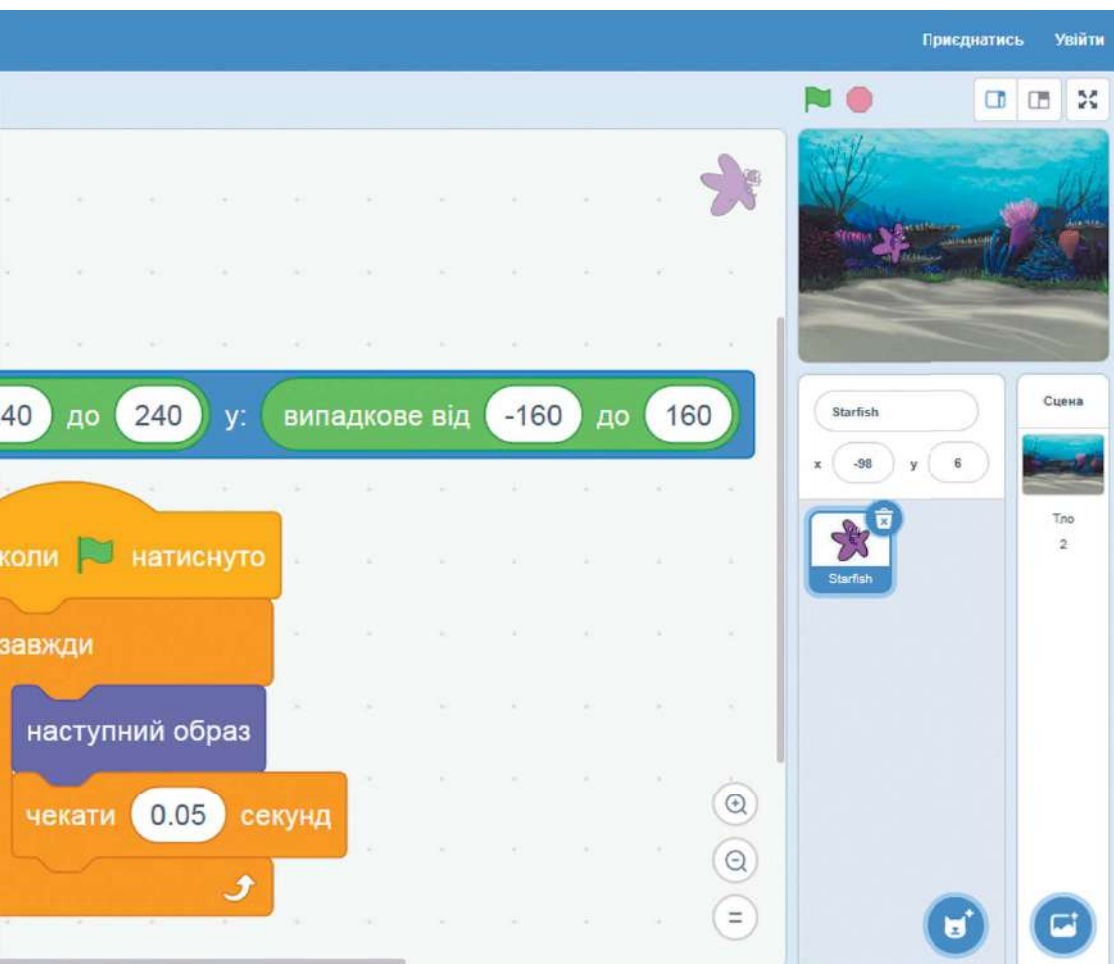 Приєднатись Увійти
40 до 240 y: випадкове від -160 до 160
коли натиснуто
завжди
наступний образ
чекати 0.05 секунд
Starfish
x -98 y 6
Starfish
Сцена
Тло
2